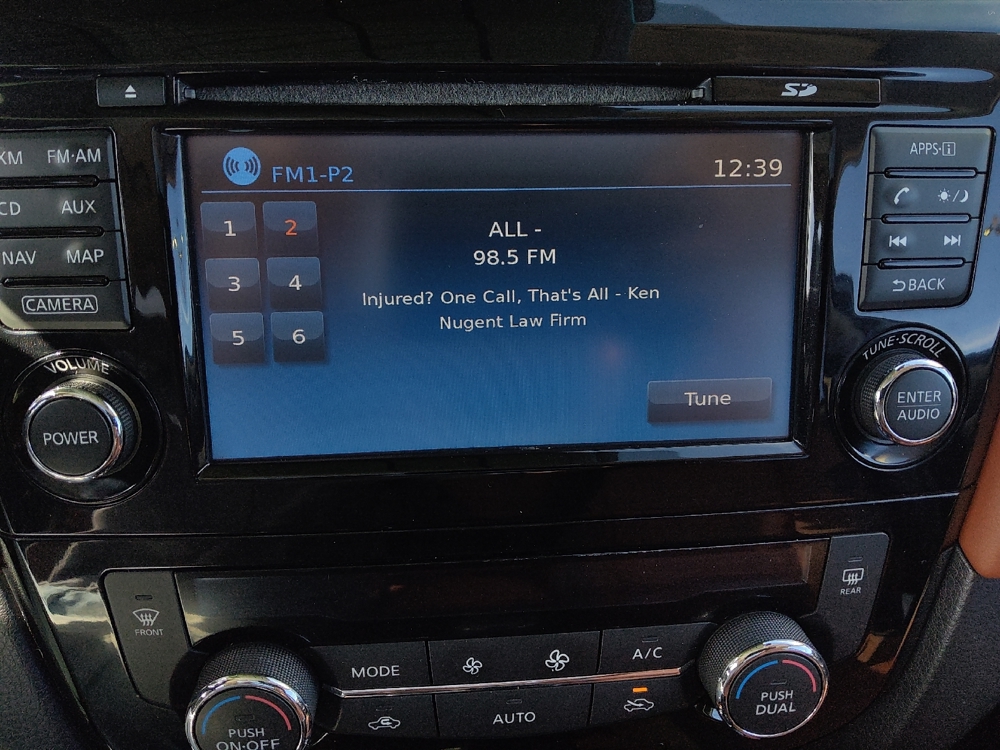 SD
XM FM·AM
CD AUX
NAV MAP
CAMERA
VOLUME
POWER
FM1-P2
12:39
1 2
3 4
5 6
ALL -
98.5 FM
Injured? One Call, That's All - Ken
Nugent Law Firm
Tune
APPS·i
BACK
TUNE·SCROLL
ENTER
AUDIO
FRONT
REAR
MODE
A/C
AUTO
PUSH
ON·OFF
PUSH
DUAL